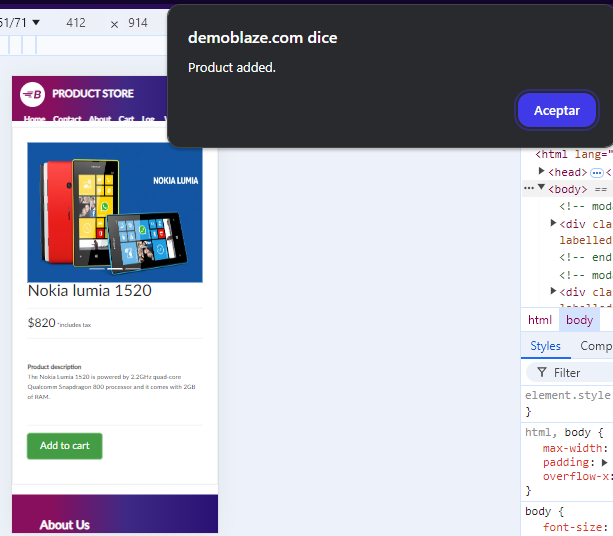 51/71 ▼ 412 × 914
demoblaze.com dice
Product added.
Aceptar
PRODUCT STORE
Home Contact About Cart Log
NOKIA LUMIA
Nokia lumia 1520
$820 *includes tax
Product description
The Nokia Lumia 1520 is powered by 2.2GHz quad-core
Qualcomm Snapdragon 800 processor and it comes with 2GB
of RAM.
Add to cart
About Us
<html lang="
▶<head> ⋯ <
⋯ ▼<body> ==
<!-- mod
▶<div cla
labelled
<!-- end
<!-- mod
▶<div cla
html body
Styles Comp
Filter
element.style
}
html, body {
max-width:
padding: ▶
overflow-x:
}
body {
font-size: